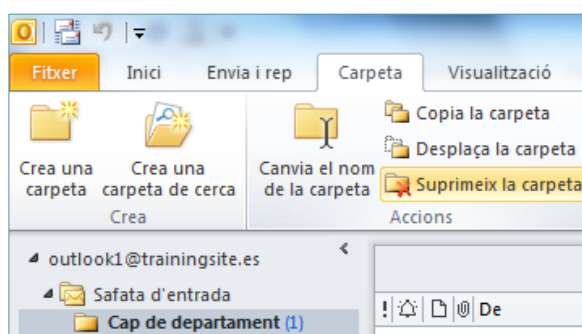 Fitxer Inici Envia i rep Carpeta Visualització
Crea una carpeta
Crea una carpeta de cerca
Crea
Canvia el nom de la carpeta
Copia la carpeta
Desplaça la carpeta
Suprimeix la carpeta
Accions
outlook1@trainingsite.es
Safata d'entrada
Cap de departament (1)
! De